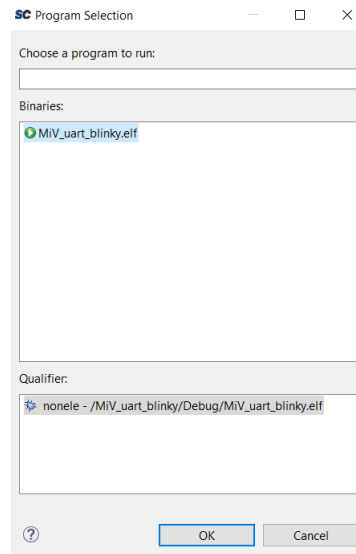 SC Program Selection
Choose a program to run:
Binaries:
MiV_uart_blinky.elf
Qualifier:
nonele - /MiV_uart_blinky/Debug/MiV_uart_blinky.elf
?
OK Cancel